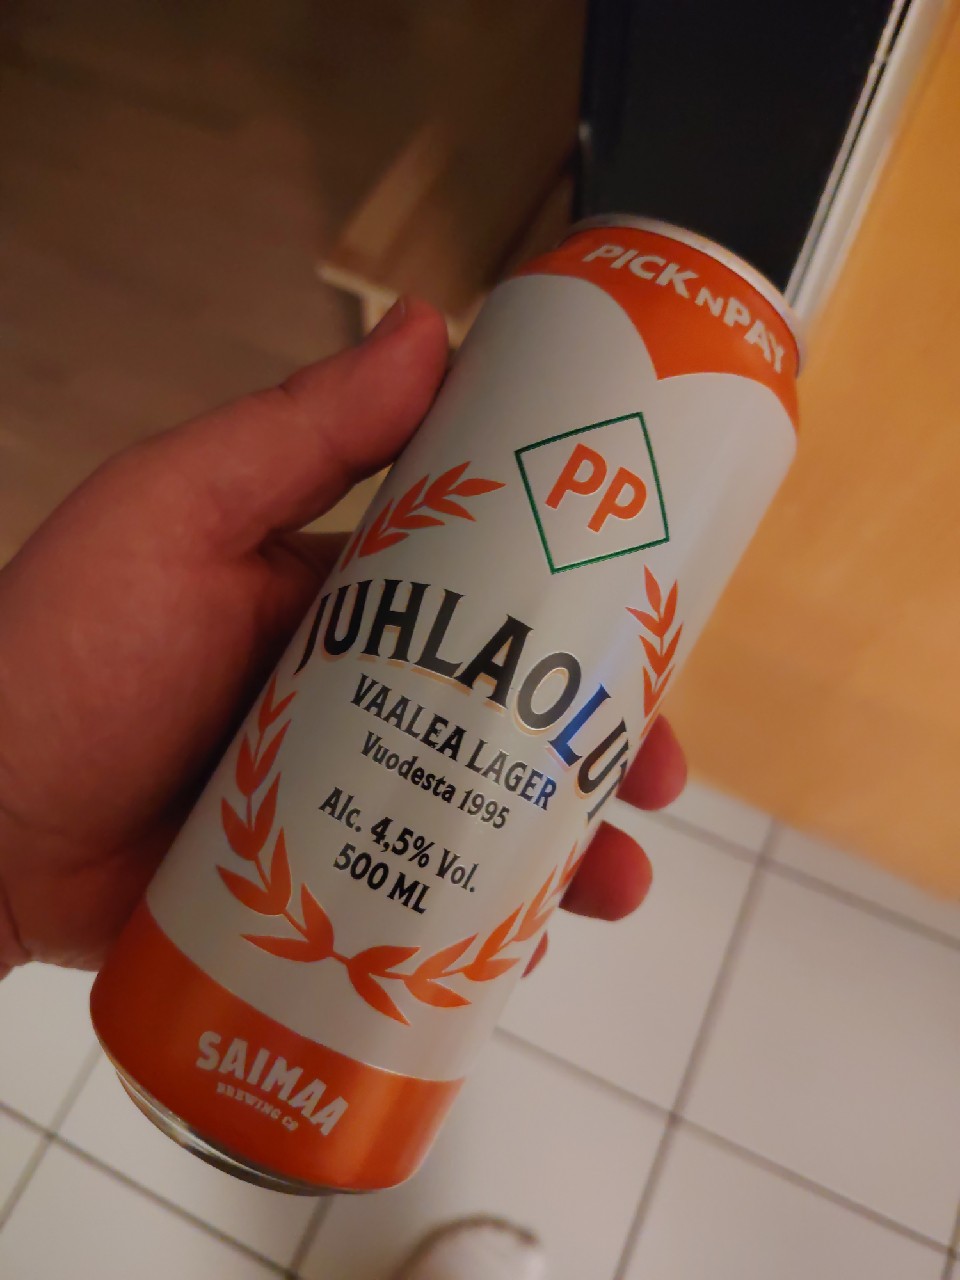 PICK N PAY
PP
JUHLAOLUT
VAALEA LAGER
Vuodesta 1995
Alc. 4,5% Vol.
500 ML
SAIMAA
BREWING CO